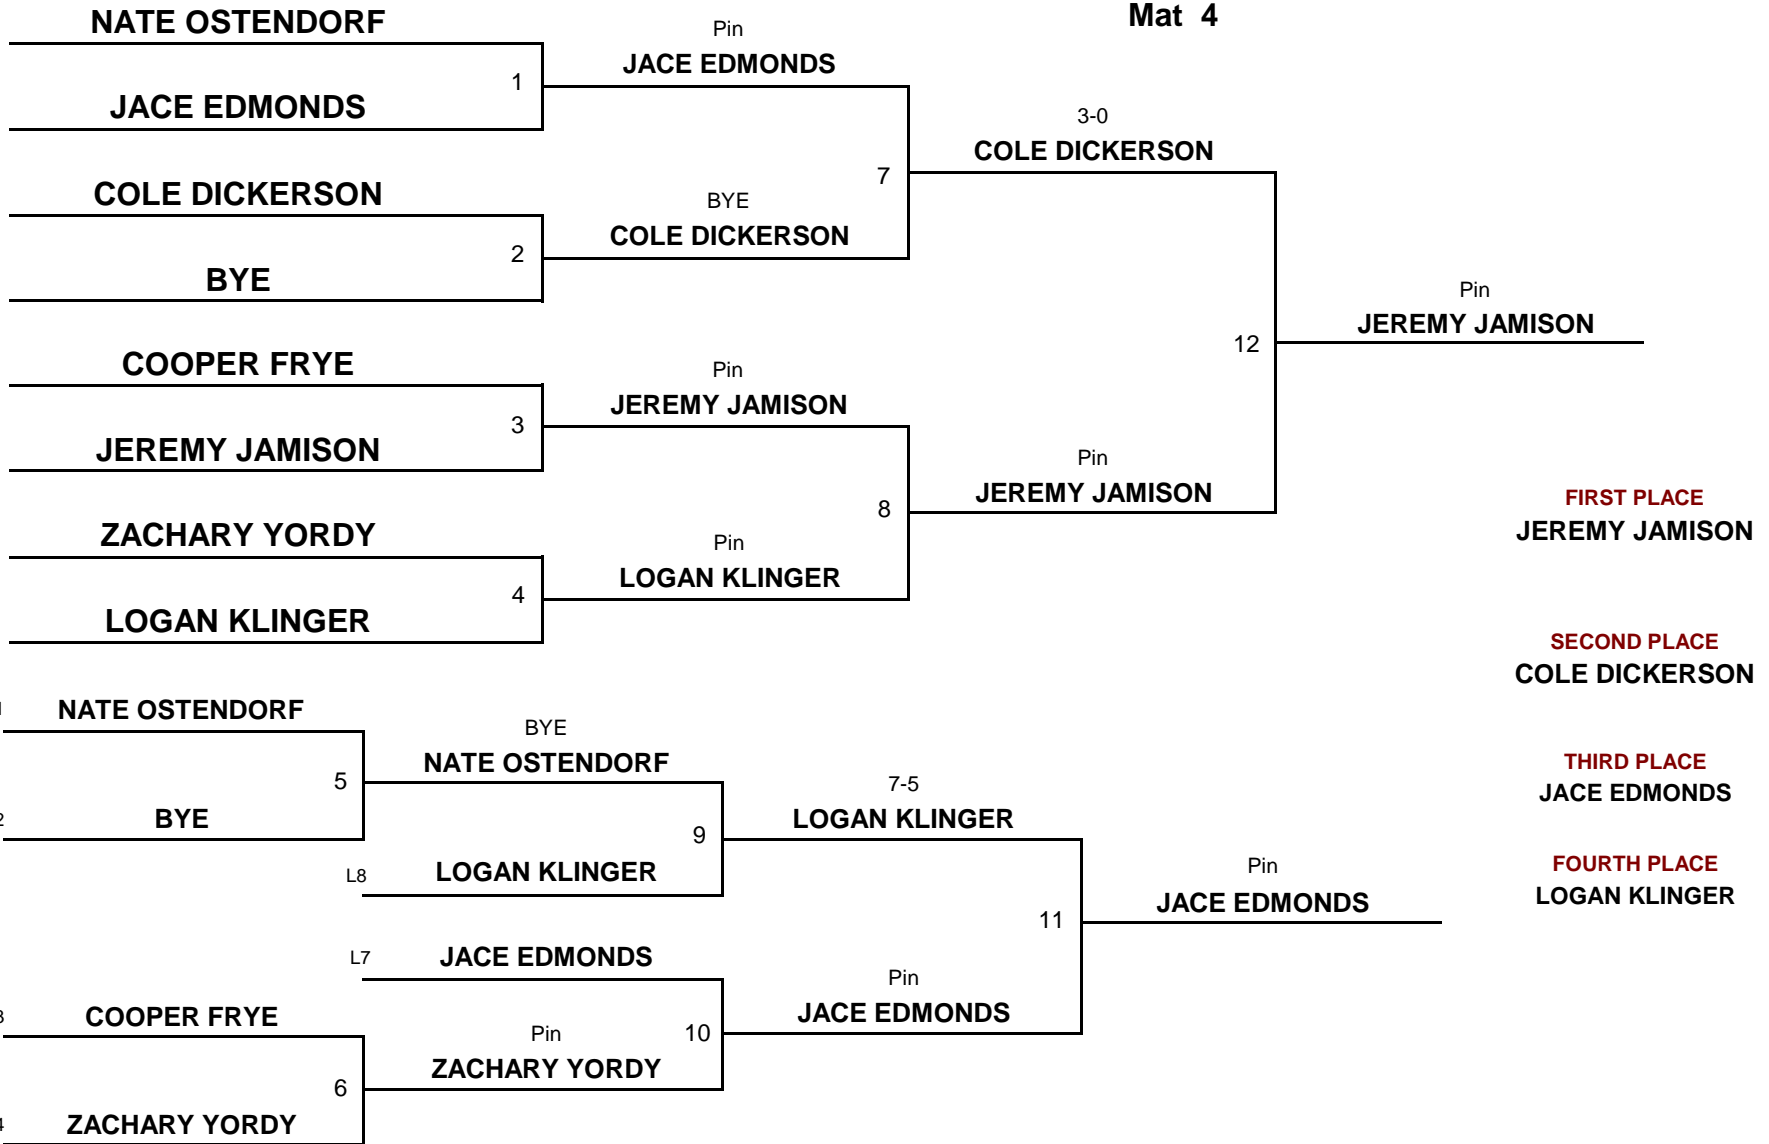 Mat 4
NATE OSTENDORF
1
JACE EDMONDS
Pin
JACE EDMONDS
COLE DICKERSON
2
BYE
BYE
COLE DICKERSON
7
3-0
COLE DICKERSON
COOPER FRYE
3
JEREMY JAMISON
Pin
JEREMY JAMISON
ZACHARY YORDY
4
LOGAN KLINGER
Pin
LOGAN KLINGER
8
Pin
JEREMY JAMISON
12
Pin
JEREMY JAMISON
FIRST PLACE
JEREMY JAMISON
SECOND PLACE
COLE DICKERSON
THIRD PLACE
JACE EDMONDS
FOURTH PLACE
LOGAN KLINGER
NATE OSTENDORF
5
BYE
BYE
NATE OSTENDORF
9
L8 LOGAN KLINGER
7-5
LOGAN KLINGER
L7 JACE EDMONDS
10
COOPER FRYE
6
ZACHARY YORDY
Pin
ZACHARY YORDY
Pin
JACE EDMONDS
11
Pin
JACE EDMONDS